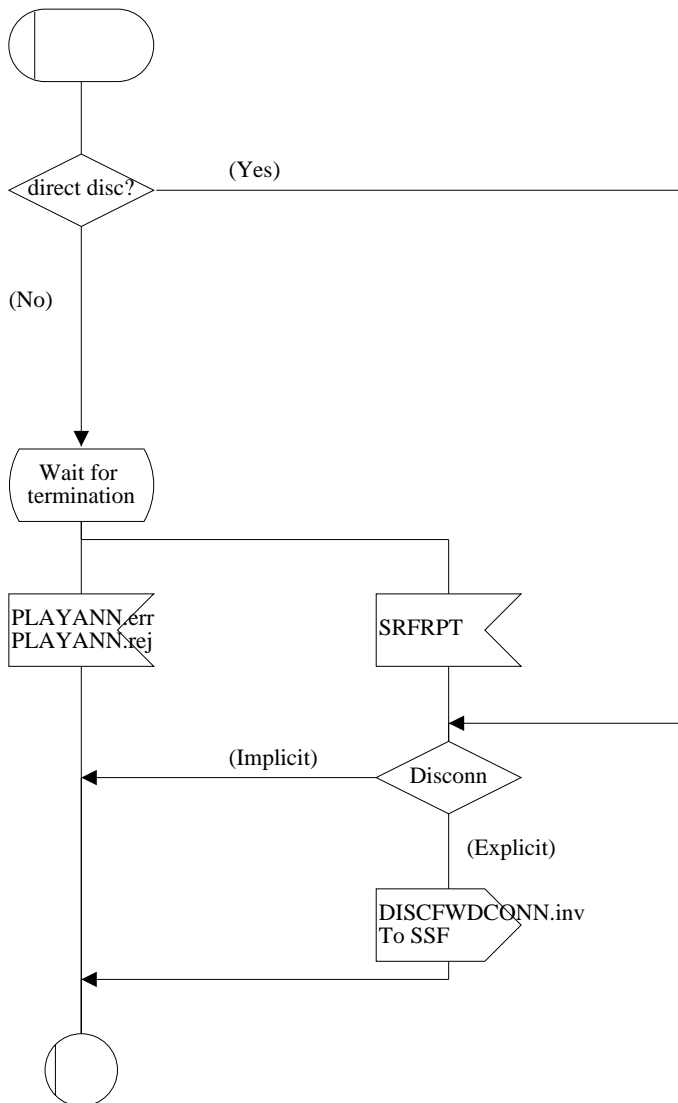 direct disc?
(Yes)
(No)
Wait for
termination
PLAYANN.err
PLAYANN.rej
SRFRPT
(Implicit)
Disconn
(Explicit)
DISCFWDCONN.inv
To SSF